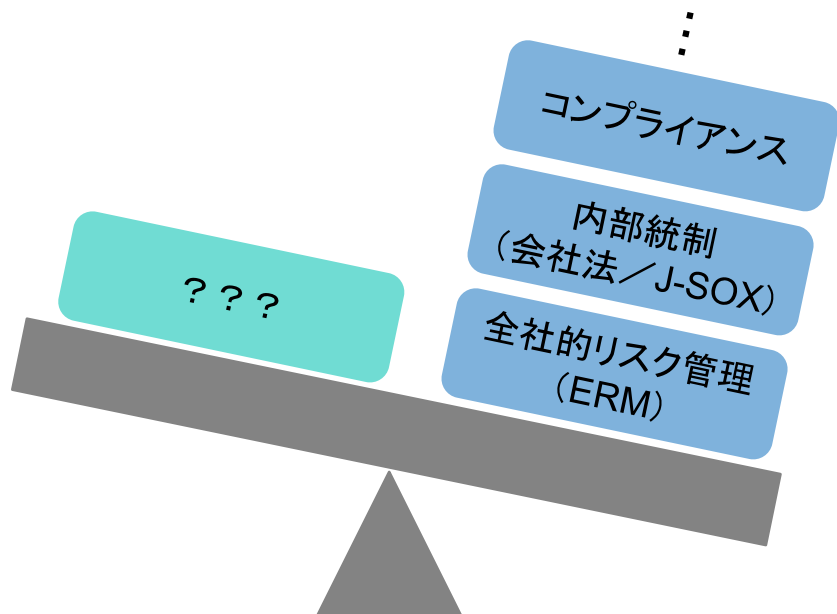 ⋮
コンプライアンス
内部統制
（会社法／J-SOX）
？？？
全社的リスク管理
（ERM）